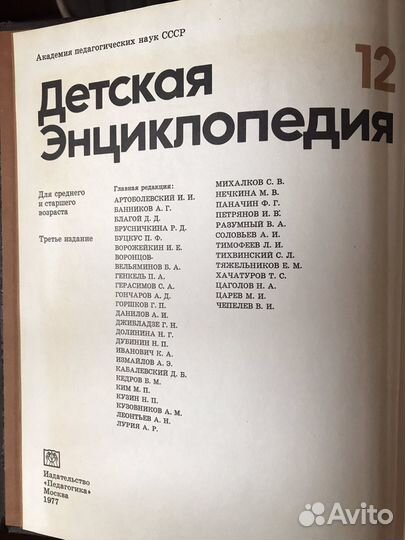 Академия педагогических наук СССР
12
Детская
Энциклопедия
Для среднего
и старшего
возраста
Третье издание
Главная редакция:
АРТОБОЛЕВСКИЙ И. И.
БАННИКОВ А. Г.
БЛАГОЙ Д. Д.
БРУСНИЧКИНА Р. Д.
БУЦКУС П. Ф.
ВОРОЖЕЙКИН И. Е.
ВОРОНЦОВ-
ВЕЛЬЯМИНОВ Б. А.
ГЕНКЕЛЬ П. А.
ГЕРАСИМОВ С. А.
ГОНЧАРОВ А. Д.
ГОРШКОВ Г. П.
ДАНИЛОВ А. И.
ДЖИБЛАДЗЕ Г. Н.
ДОЛИНИНА Н. Г.
ДУБИНИН Н. П.
ИВАНОВИЧ К. А.
ИЗМАЙЛОВ А. Э.
КАБАЛЕВСКИЙ Д. Б.
КЕДРОВ Б. М.
КИМ М. П.
КУЗИН Н. П.
КУЗОВНИКОВ А. М.
ЛЕОНТЬЕВ А. Н.
ЛУРИЯ А. Р.
МИХАЛКОВ С. В.
НЕЧКИНА М. В.
ПАНАЧИН Ф. Г.
ПЕТРЯНОВ И. В.
РАЗУМНЫЙ В. А.
СОЛОВЬЕВ А. И.
ТИМОФЕЕВ Л. И.
ТИХВИНСКИЙ С. Л.
ТЯЖЕЛЬНИКОВ Е. М.
ХАЧАТУРОВ Т. С.
ЦАГОЛОВ Н. А.
ЦАРЕВ М. И.
ЧЕПЕЛЕВ В. И.
Издательство
«Педагогика»
Москва
1977
Avito